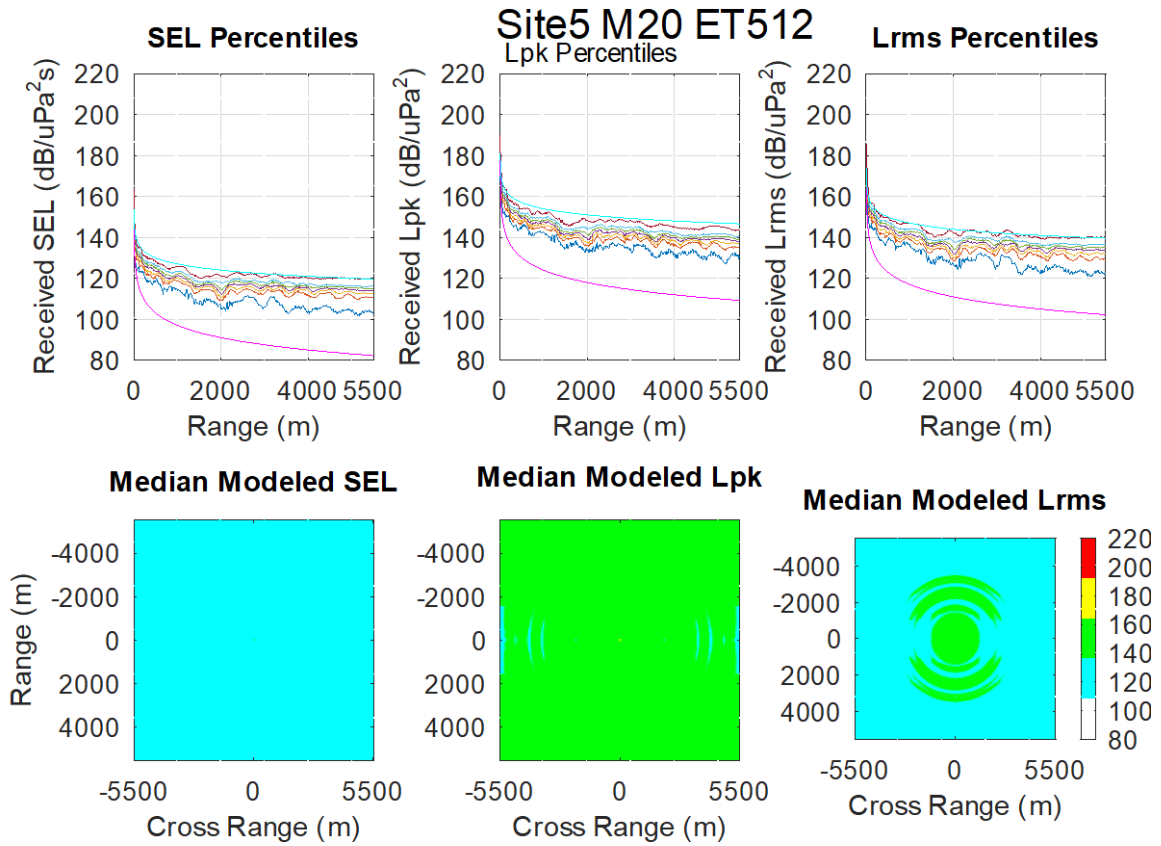 Site5 M20 ET512
SEL Percentiles
Lpk Percentiles
Lrms Percentiles
Received SEL (dB/uPa²s)
220
200
180
160
140
120
100
80
0 2000 4000 5500
Range (m)
Received Lpk (dB/uPa²)
220
200
180
160
140
120
100
80
0 2000 4000 5500
Range (m)
Received Lrms (dB/uPa²)
220
200
180
160
140
120
100
80
0 2000 4000 5500
Range (m)
Median Modeled SEL
Range (m)
-4000
-2000
0
2000
4000
-5500 0 5500
Cross Range (m)
Median Modeled Lpk
-4000
-2000
0
2000
4000
-5500 0 5500
Cross Range (m)
Median Modeled Lrms
-4000
-2000
0
2000
4000
-5500 0 5500
Cross Range (m)
220
200
180
160
140
120
100
80